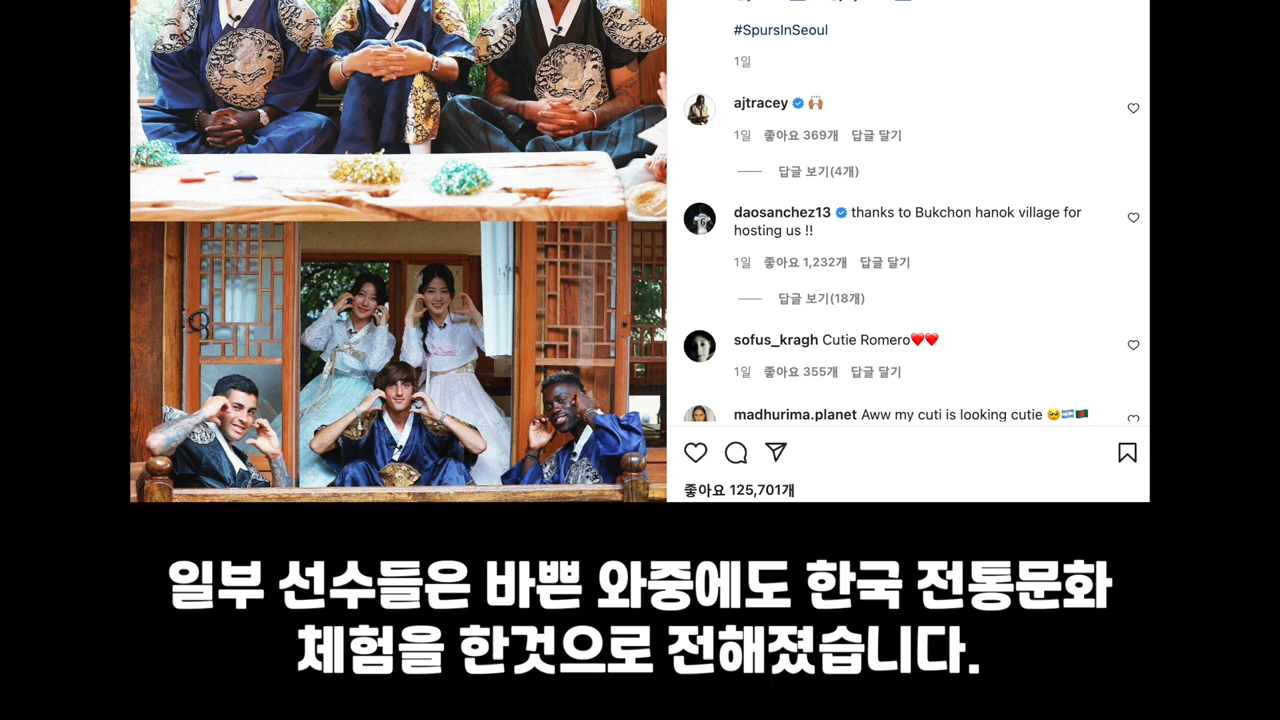 #SpursInSeoul
1일
ajtracey 🙌🏽
1일 좋아요 369개 답글 달기
답글 보기(4개)
daosanchez13 thanks to Bukchon hanok village for
hosting us !!
1일 좋아요 1,232개 답글 달기
답글 보기(18개)
sofus_kragh Cutie Romero❤️❤️
1일 좋아요 355개 답글 달기
madhurima.planet Aww my cuti is looking cutie 🥺🇦🇷🇧🇩
좋아요 125,701개
일부 선수들은 바쁜 와중에도 한국 전통문화
체험을 한것으로 전해졌습니다.